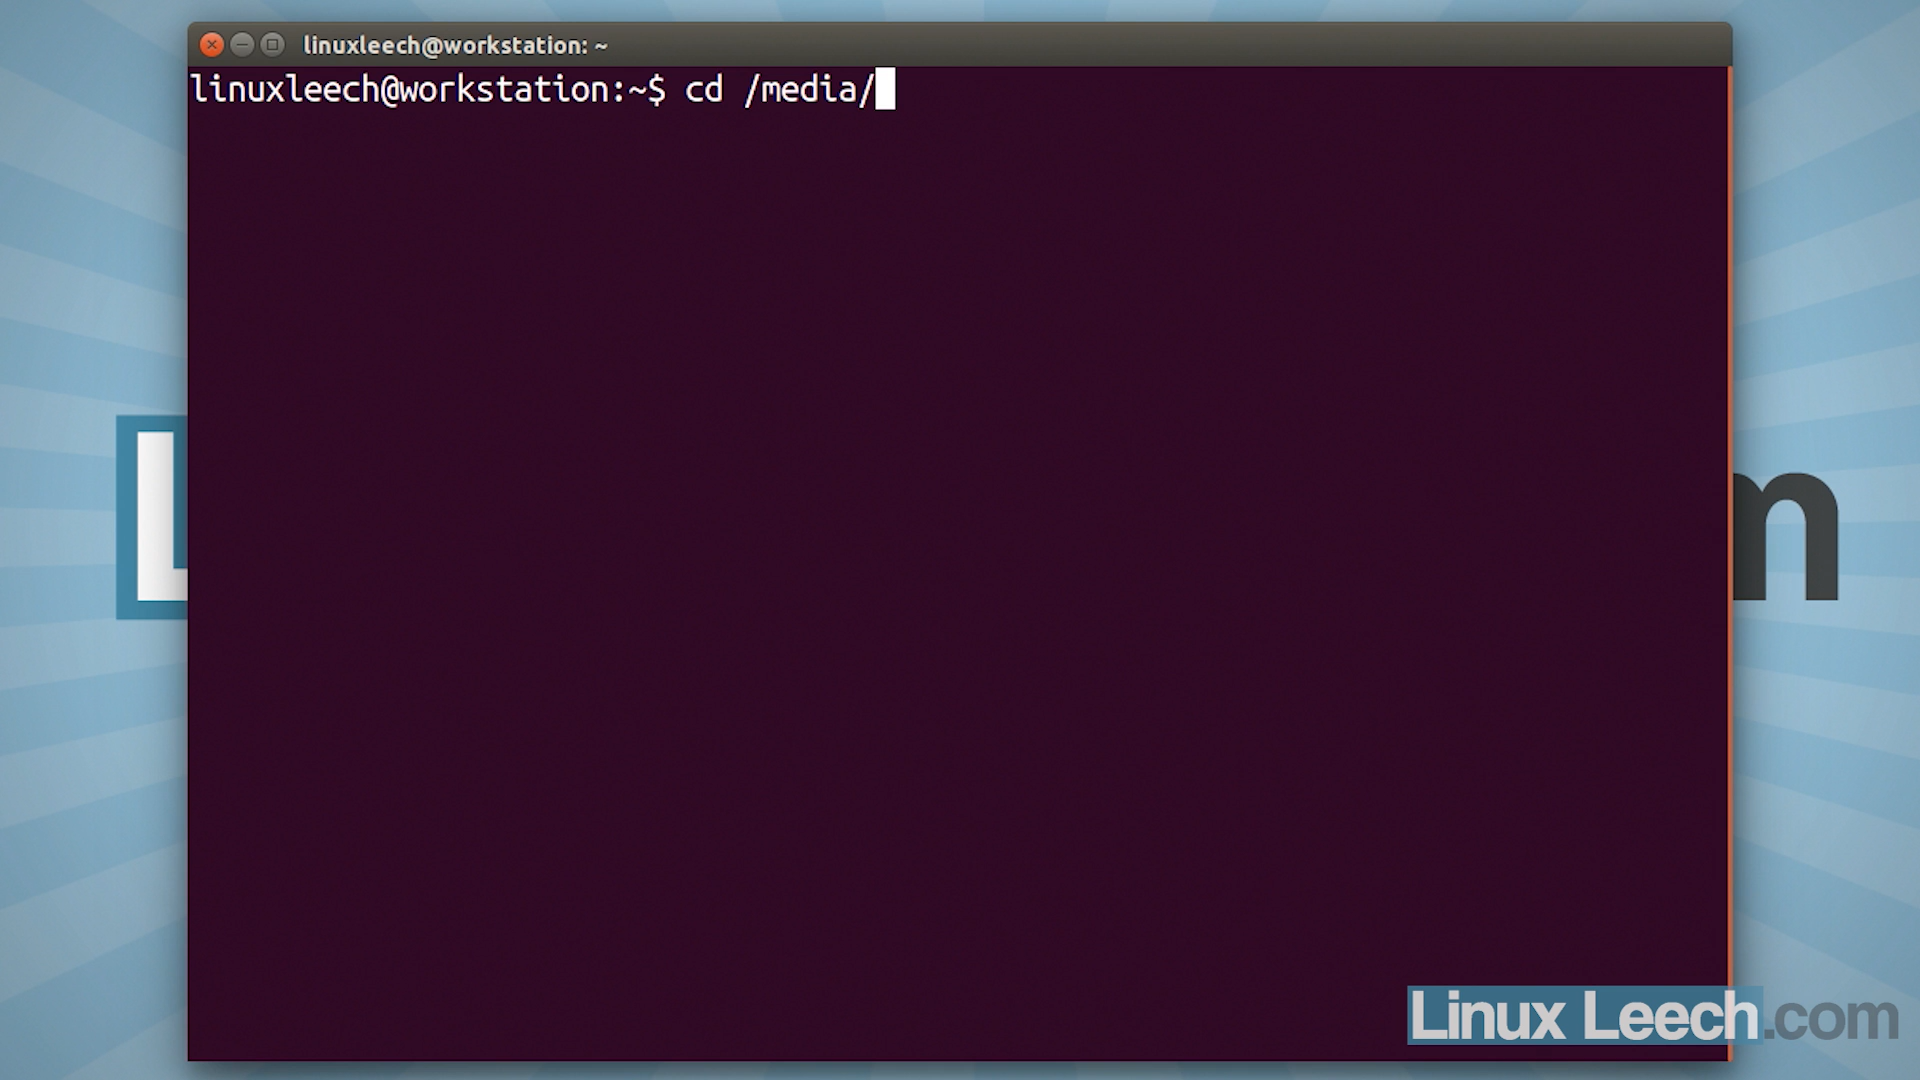 linuxleech@workstation: ~
linuxleech@workstation:~$ cd /media/
L
m
Linux Leech.com